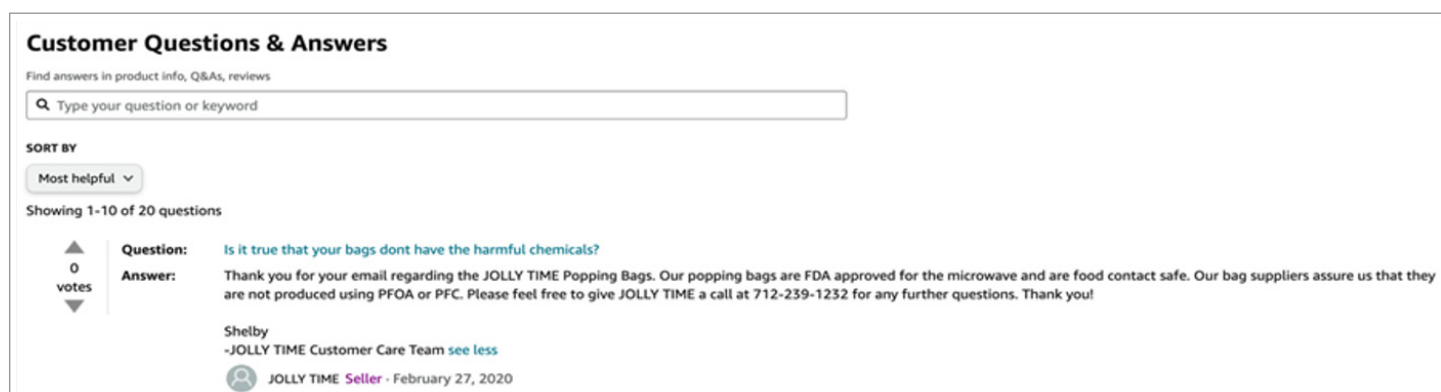 Customer Questions & Answers
Find answers in product info, Q&As, reviews
Type your question or keyword
SORT BY
Most helpful
Showing 1-10 of 20 questions
0
votes
Question: Is it true that your bags dont have the harmful chemicals?
Answer: Thank you for your email regarding the JOLLY TIME Popping Bags. Our popping bags are FDA approved for the microwave and are food contact safe. Our bag suppliers assure us that they
are not produced using PFOA or PFC. Please feel free to give JOLLY TIME a call at 712-239-1232 for any further questions. Thank you!
Shelby
-JOLLY TIME Customer Care Team see less
JOLLY TIME Seller · February 27, 2020